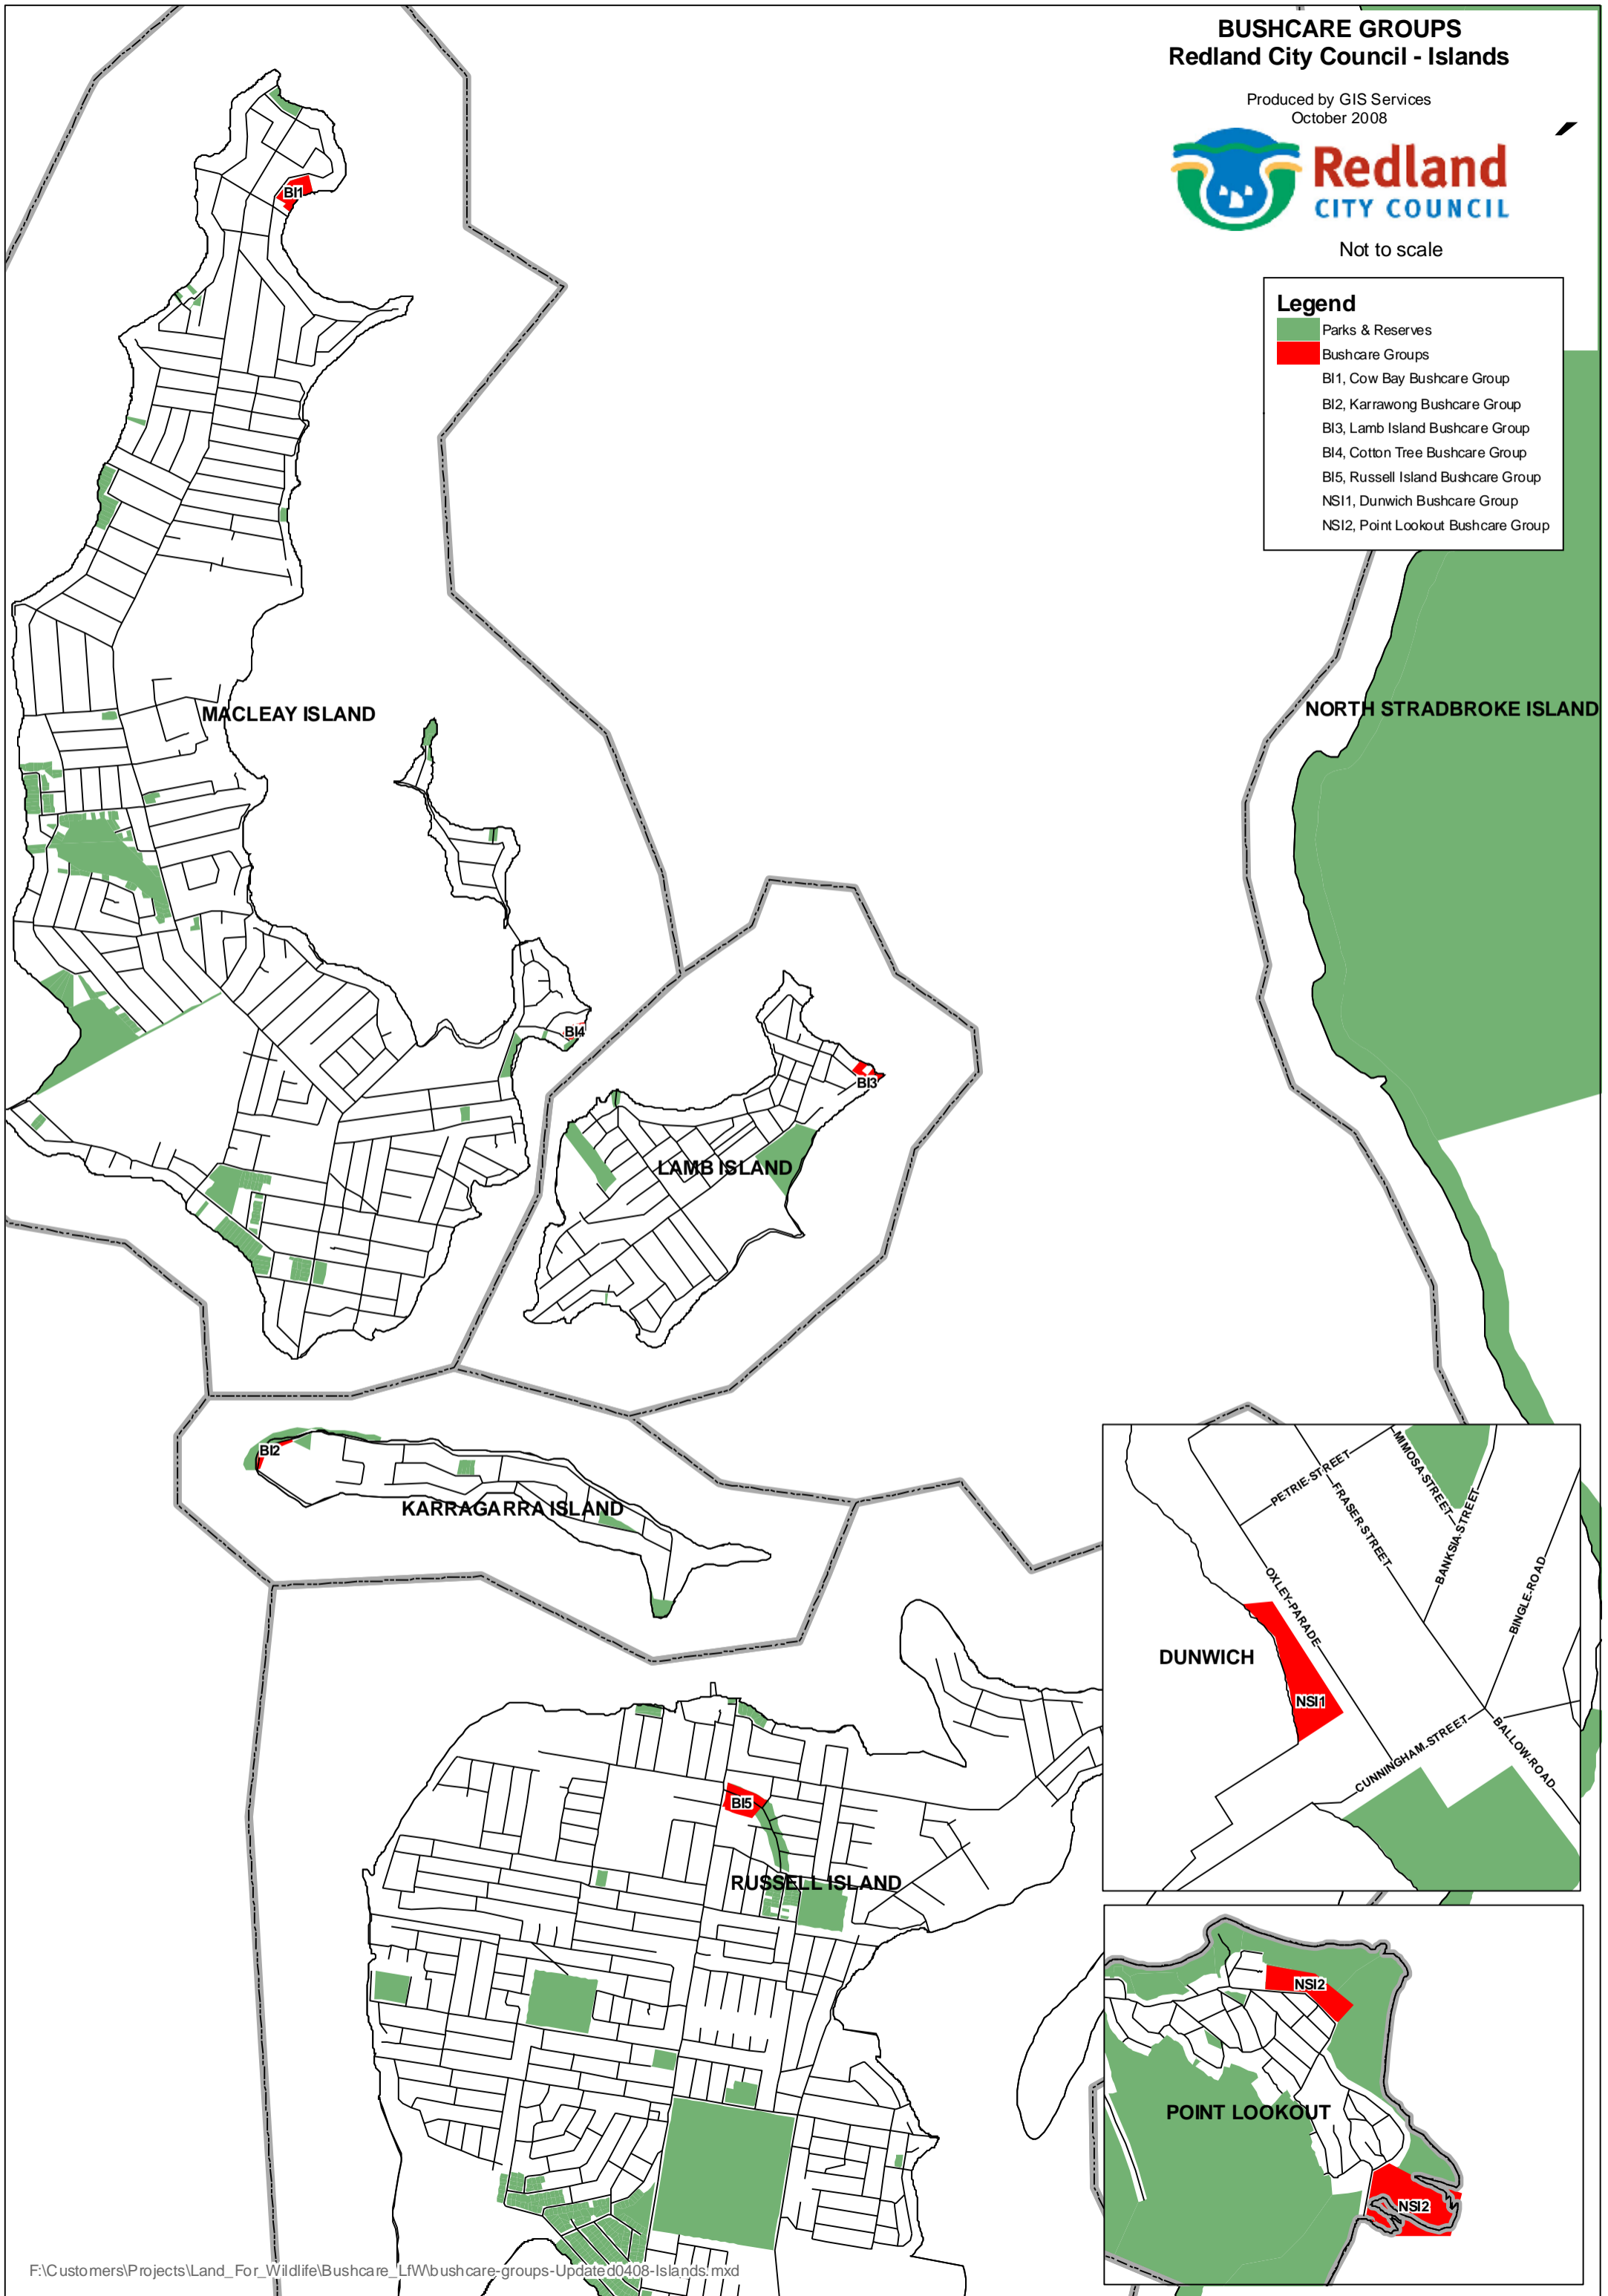 BUSHCARE GROUPS
Redland City Council - Islands
Produced by GIS Services
October 2008
Redland
CITY COUNCIL
Not to scale
Legend
Parks & Reserves
Bushcare Groups
BI1, Cow Bay Bushcare Group
BI2, Karrawong Bushcare Group
BI3, Lamb Island Bushcare Group
BI4, Cotton Tree Bushcare Group
BI5, Russell Island Bushcare Group
NSI1, Dunwich Bushcare Group
NSI2, Point Lookout Bushcare Group
BI1
MACLEAY ISLAND
NORTH STRADBROKE ISLAND
BI4
BI3
LAMB ISLAND
BI2
KARRAGARRA ISLAND
PETRIE STREET
MIMOSA STREET
FRASER STREET
BANKSIA STREET
BINGLE ROAD
OXLEY PARADE
DUNWICH
NSI1
CUNNINGHAM STREET
BALLOW ROAD
BI5
RUSSELL ISLAND
NSI2
POINT LOOKOUT
NSI2
F:\Customers\Projects\Land_For_Wildlife\Bushcare_LfW\bushcare-groups-Updated0408-Islands.mxd